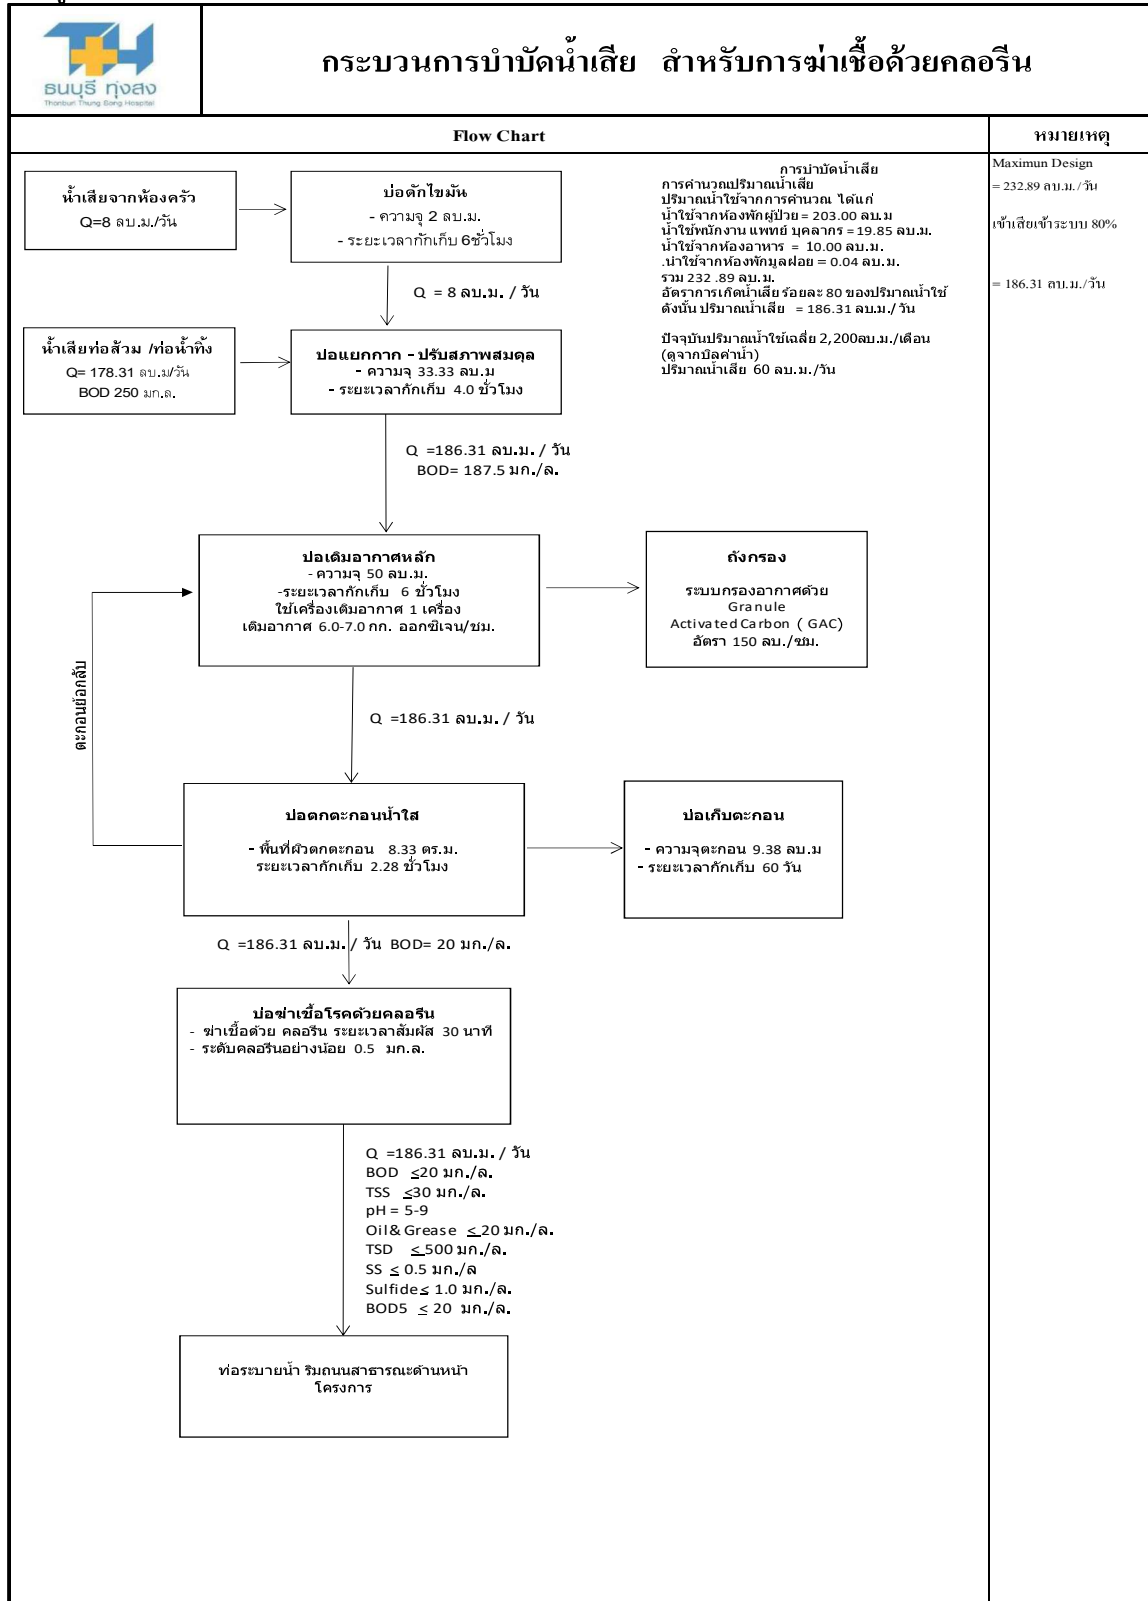 ธนบุรี ทุ่งสง
Thonburi Thung Song Hospital
กระบวนการบำบัดน้ำเสีย สำหรับการฆ่าเชื้อด้วยคลอรีน
Flow Chart
หมายเหตุ
น้ำเสียจากห้องครัว
Q=8 ลบ.ม./วัน
บ่อดักไขมัน
- ความจุ 2 ลบ.ม.
- ระยะเวลากักเก็บ 6ชั่วโมง
การบำบัดน้ำเสีย
การคำนวณปริมาณน้ำเสีย
ปริมาณน้ำใช้จากการคำนวณ ได้แก่
น้ำใช้จากห้องพักผู้ป่วย = 203.00 ลบ.ม
น้ำใช้พนักงาน แพทย์ บุคลากร = 19.85 ลบ.ม.
น้ำใช้จากห้องอาหาร = 10.00 ลบ.ม.
.นำใช้จากห้องพักมูลฝอย = 0.04 ลบ.ม.
รวม 232 .89 ลบ.ม.
อัตราการเกิดน้ำเสีย ร้อยละ 80 ของปริมาณน้ำใช้
ดังนั้น ปริมาณน้ำเสีย = 186.31 ลบ.ม./ วัน
ปัจจุบันปริมาณน้ำใช้เฉลี่ย 2,200ลบ.ม./เดือน
(ดูจากบิลค่าน้ำ)
ปริมาณน้ำเสีย 60 ลบ.ม./วัน
Maximun Design
= 232.89 ลบ.ม./วัน
เข้าเสียเข้าระบบ 80%
= 186.31 ลบ.ม./วัน
Q = 8 ลบ.ม. / วัน
น้ำเสียท่อส้วม /ท่อน้ำทิ้ง
Q= 178.31 ลบ.ม/วัน
BOD 250 มก.ล.
บ่อแยกกาก - ปรับสภาพสมดุล
- ความจุ 33.33 ลบ.ม
- ระยะเวลากักเก็บ 4.0 ชั่วโมง
Q =186.31 ลบ.ม. / วัน
BOD= 187.5 มก./ล.
บ่อเติมอากาศหลัก
- ความจุ 50 ลบ.ม.
-ระยะเวลากักเก็บ 6 ชั่วโมง
ใช้เครื่องเติมอากาศ 1 เครื่อง
เติมอากาศ 6.0-7.0 กก. ออกซิเจน/ชม.
ถังกรอง
ระบบกรองอากาศด้วย
Granule
Activated Carbon ( GAC)
อัตรา 150 ลบ./ชม.
ตะกอนย้อกลับ
Q =186.31 ลบ.ม. / วัน
บ่อตกตะกอนน้ำใส
- พื้นที่ผิวตกตะกอน 8.33 ตร.ม.
ระยะเวลากักเก็บ 2.28 ชั่วโมง
บ่อเก็บตะกอน
- ความจุตะกอน 9.38 ลบ.ม
- ระยะเวลากักเก็บ 60 วัน
Q =186.31 ลบ.ม. / วัน BOD= 20 มก./ล.
บ่อฆ่าเชื้อโรคด้วยคลอรีน
- ฆ่าเชื้อด้วย คลอรีน ระยะเวลาสัมผัส 30 นาที
- ระดับคลอรีนอย่างน้อย 0.5 มก.ล.
Q =186.31 ลบ.ม. / วัน
BOD ≤20 มก./ล.
TSS ≤30 มก./ล.
pH = 5-9
Oil& Grease ≤ 20 มก./ล.
TSD ≤ 500 มก./ล.
SS ≤ 0.5 มก./ล
Sulfide≤ 1.0 มก./ล.
BOD5 ≤ 20 มก./ล.
ท่อระบายน้ำ ริมถนนสาธารณะด้านหน้า
โครงการ